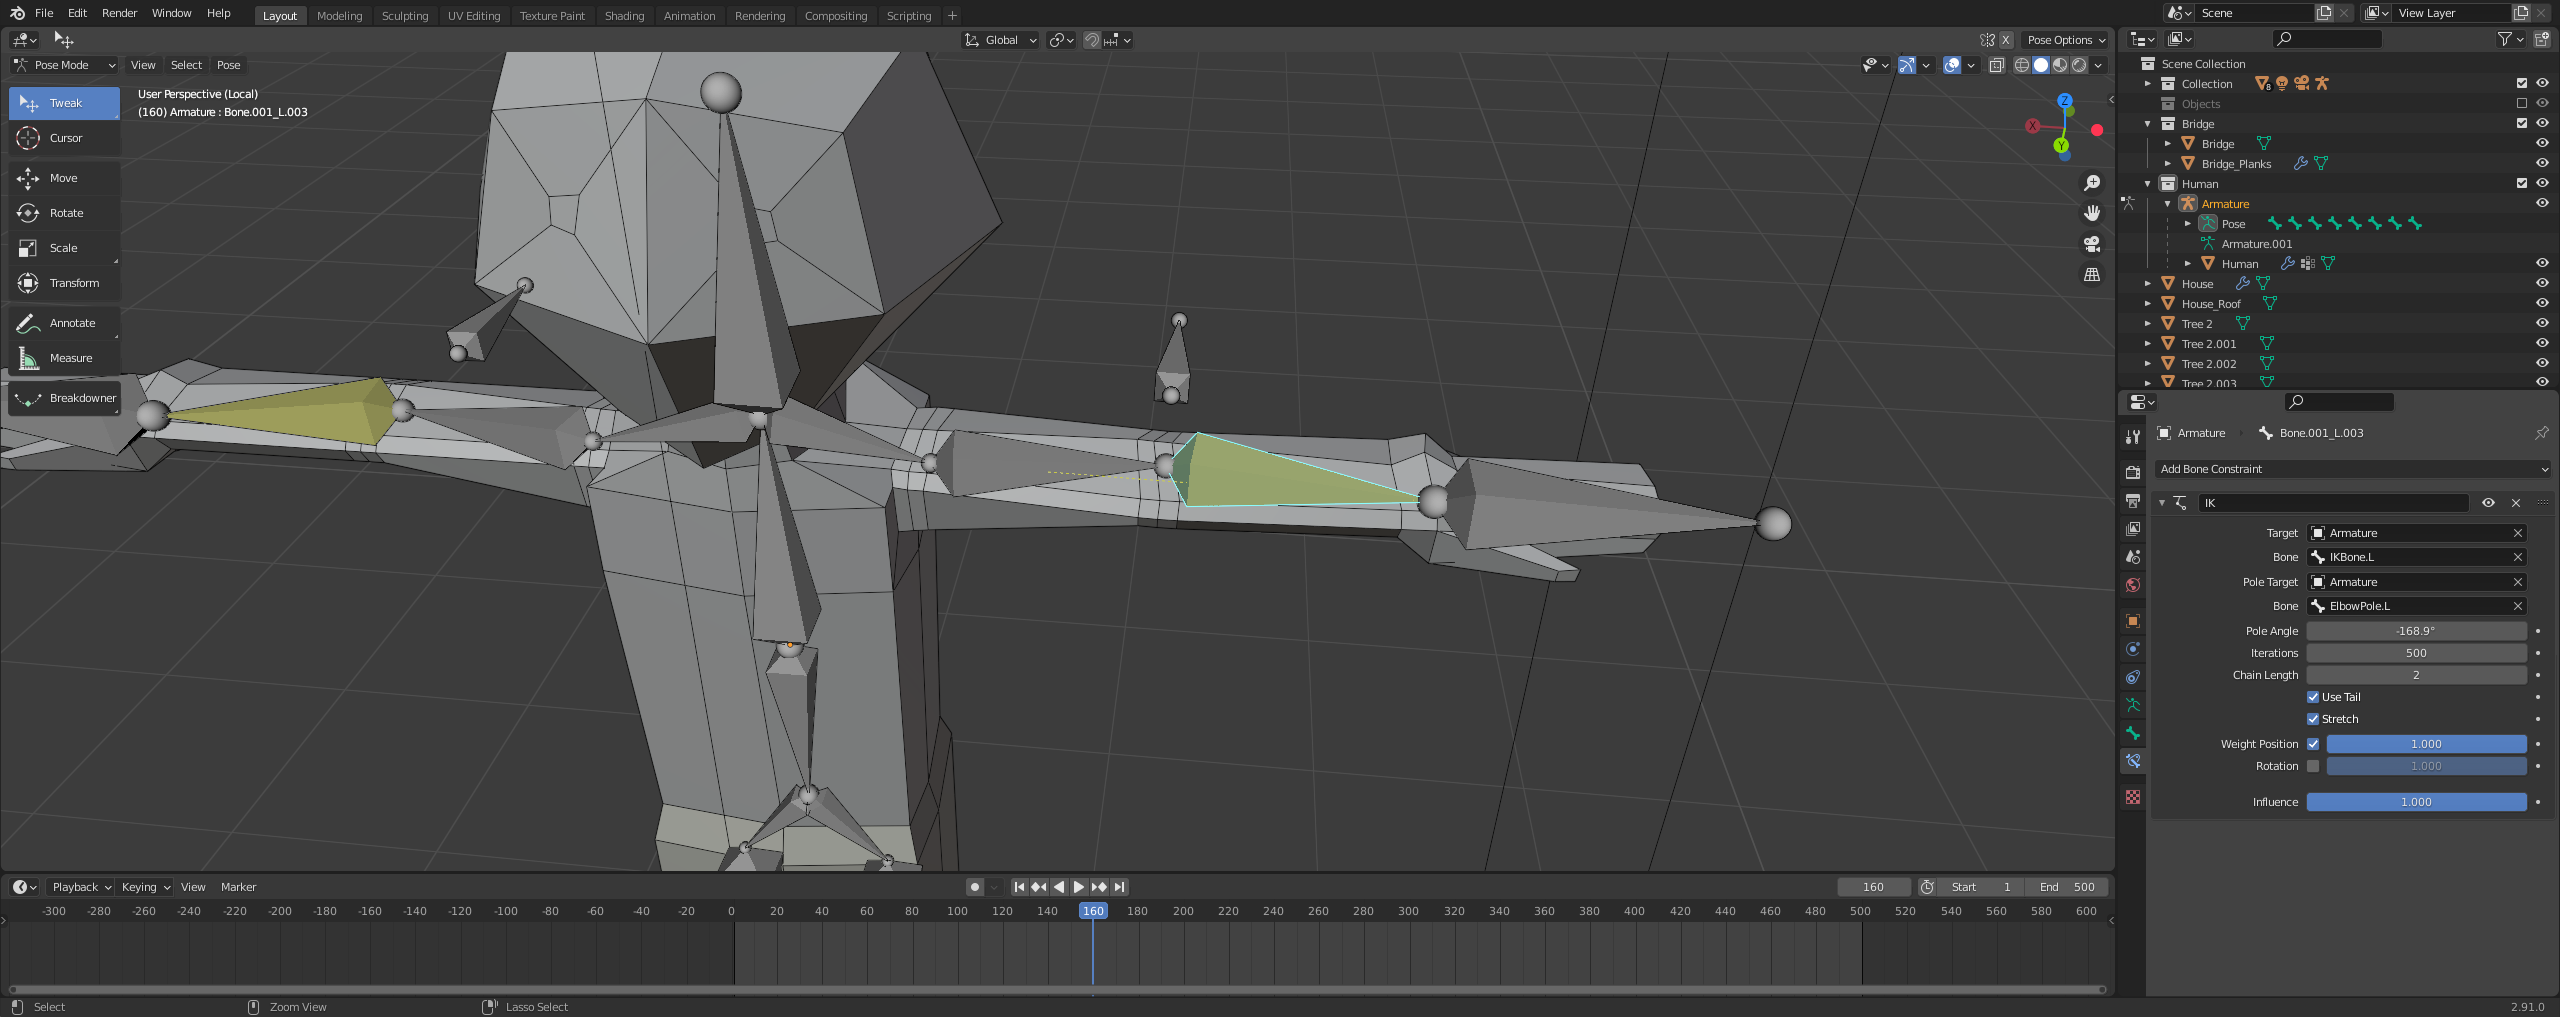 File Edit Render Window Help Layout Modeling Sculpting UV Editing Texture Paint Shading Animation Rendering Compositing Scripting + Scene View Layer
Global X Pose Options
Pose Mode View Select Pose
Tweak
Cursor
Move
Rotate
Scale
Transform
Annotate
Measure
Breakdowner
User Perspective (Local)
(160) Armature : Bone.001_L.003
Z
X
Y
Scene Collection
Collection 8
Objects
Bridge
Bridge
Bridge_Planks
Human
Armature
Pose
Armature.001
Human
House
House_Roof
Tree 2
Tree 2.001
Tree 2.002
Tree 2.003
Armature Bone.001_L.003
Add Bone Constraint
IK
Target Armature
Bone IKBone.L
Pole Target Armature
Bone ElbowPole.L
Pole Angle -168.9°
Iterations 500
Chain Length 2
Use Tail
Stretch
Weight Position 1.000
Rotation 1.000
Influence 1.000
Playback Keying View Marker 160 Start 1 End 500
-300 -280 -260 -240 -220 -200 -180 -160 -140 -120 -100 -80 -60 -40 -20 0 20 40 60 80 100 120 140 160 180 200 220 240 260 280 300 320 340 360 380 400 420 440 460 480 500 520 540 560 580 600
Select Zoom View Lasso Select 2.91.0